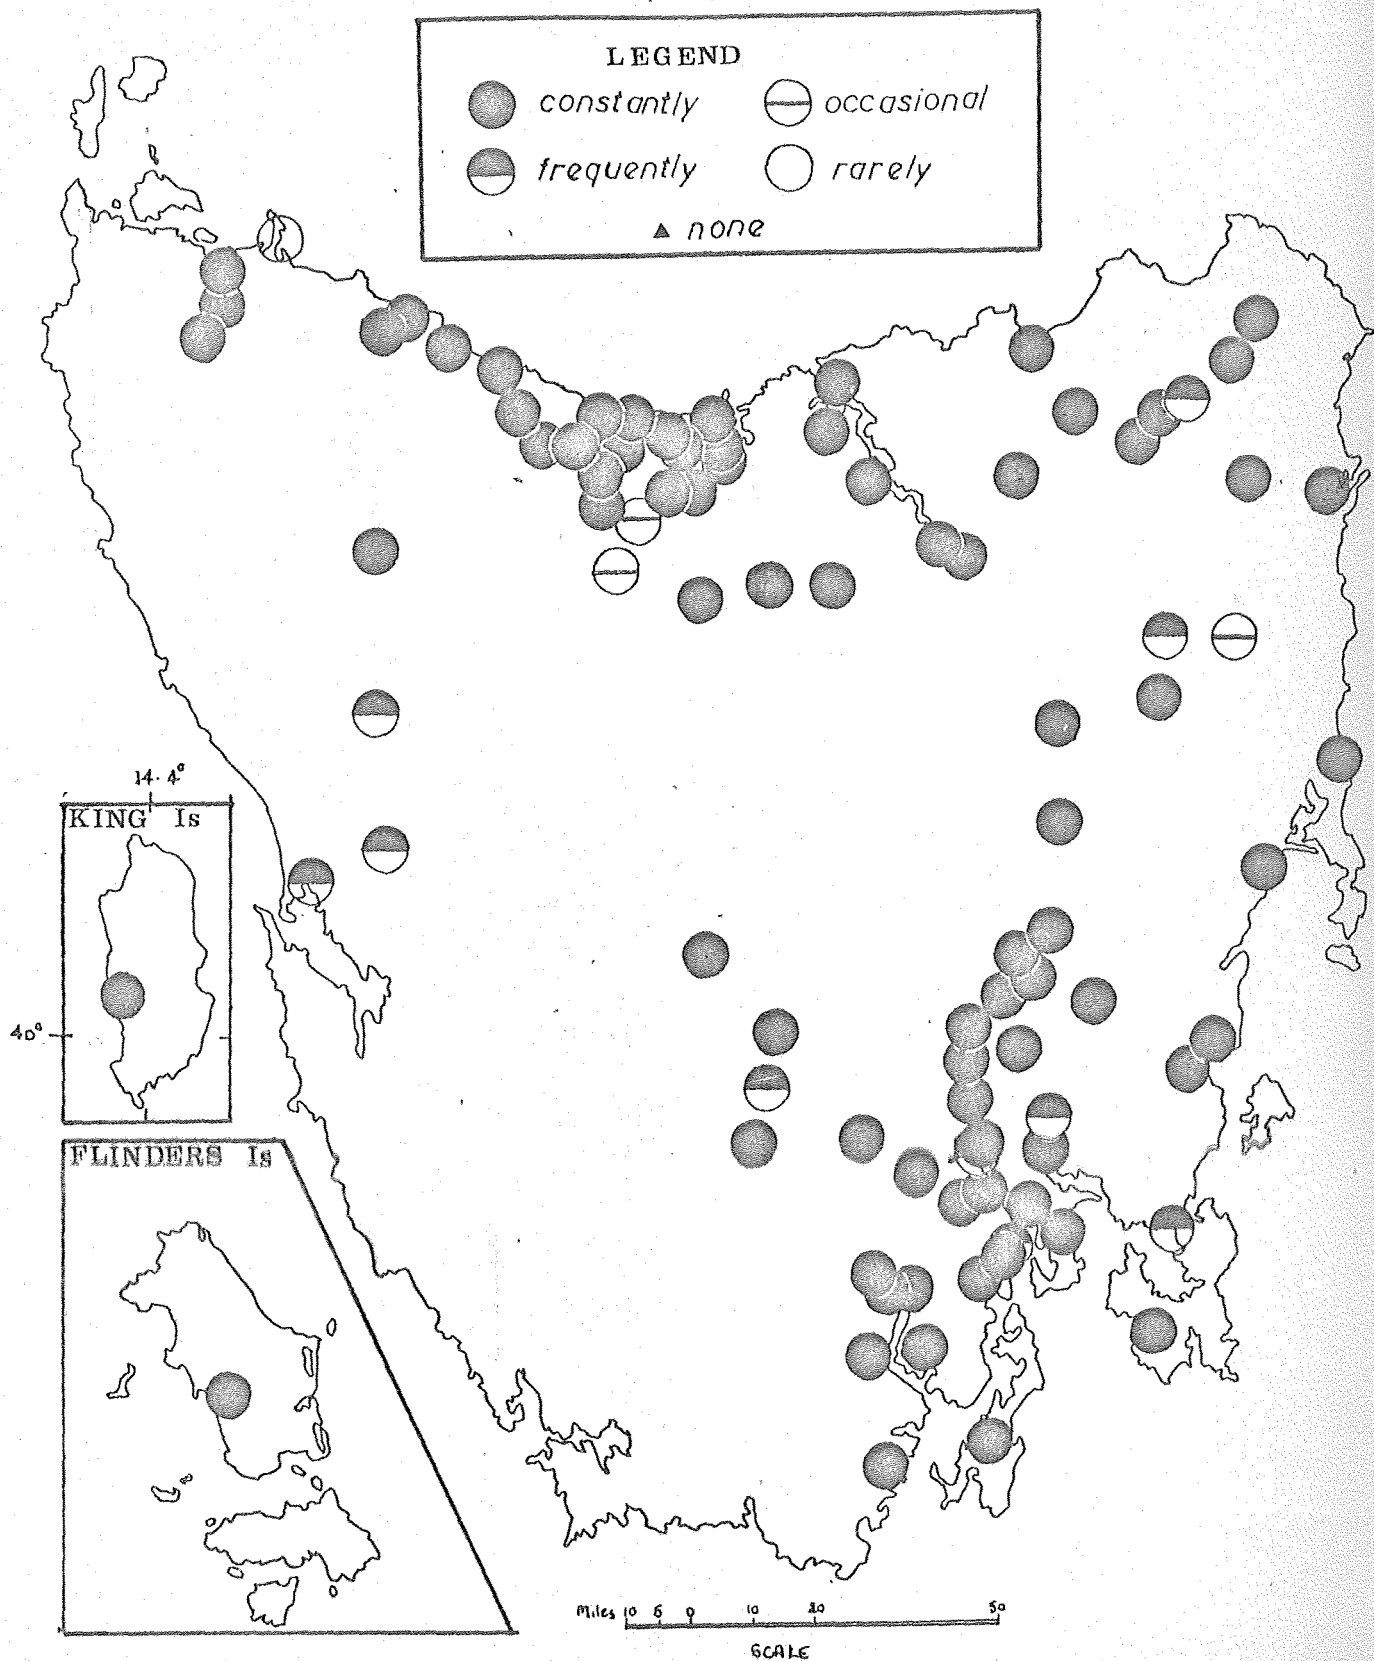 LEGEND
constantly
occasional
frequently
rarely
none
14·4°
KING Is
40°
FLINDERS Is
Miles 10 5 0 10 20 50
SCALE